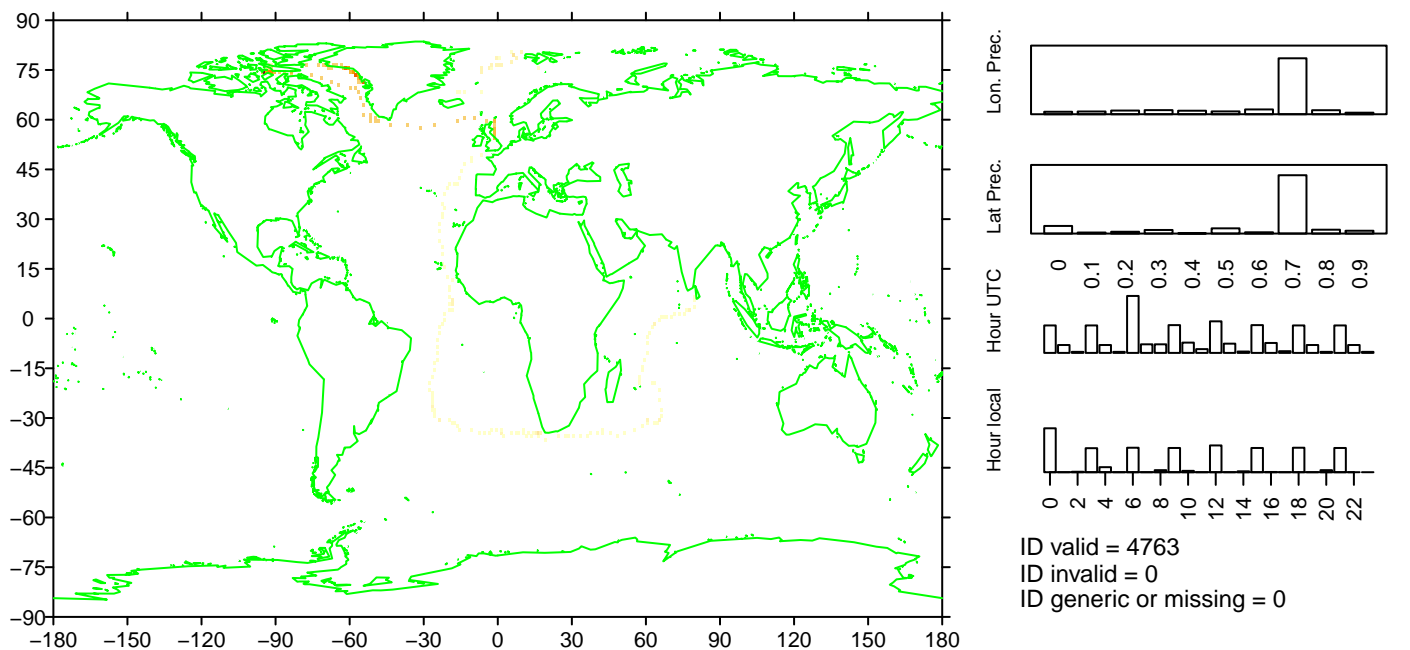 90
75
60
45
30
15
0
−15
−30
−45
−60
−75
−90
−180 −150 −120 −90 −60 −30 0 30 60 90 120 150 180
Lon. Prec.
Lat Prec.
0 0.1 0.2 0.3 0.4 0.5 0.6 0.7 0.8 0.9
Hour UTC
Hour local
0 2 4 6 8 10 12 14 16 18 20 22
ID valid = 4763
ID invalid = 0
ID generic or missing = 0